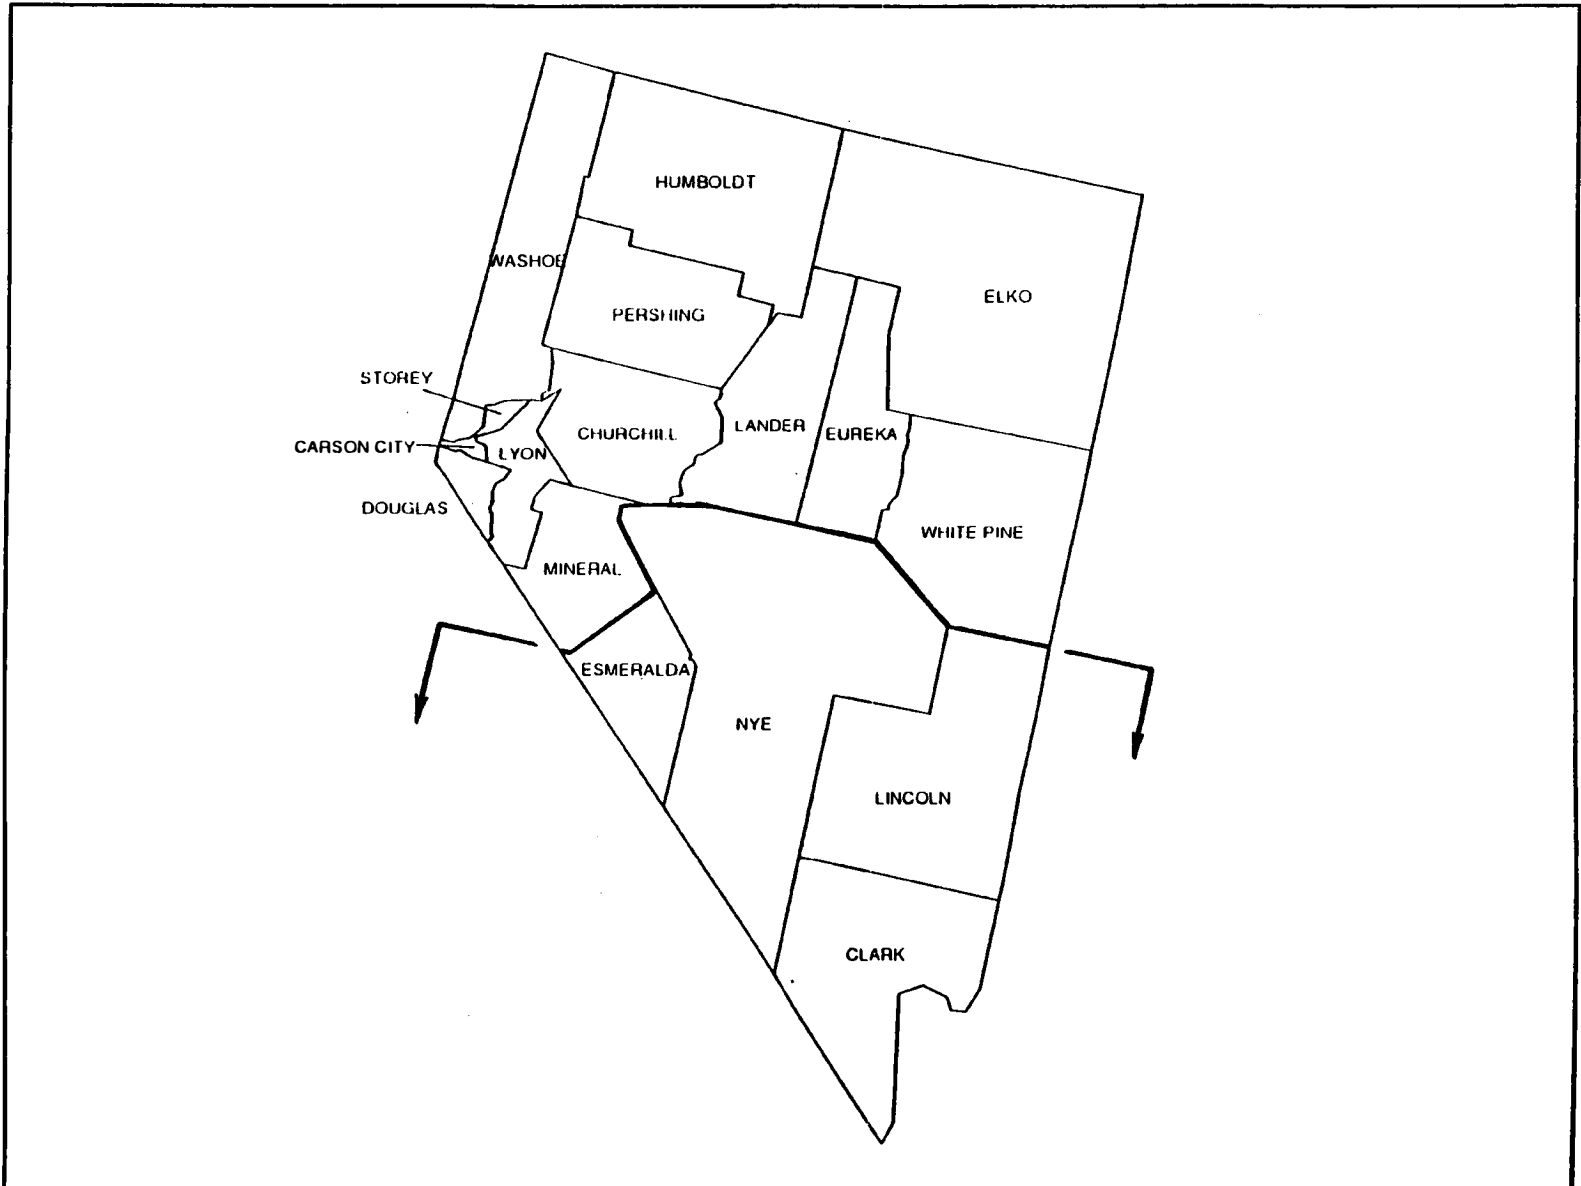 HUMBOLDT
WASHOE
ELKO
PERSHING
STOREY
LANDER
CHURCHILL
EUREKA
CARSON CITY
LYON
DOUGLAS
WHITE PINE
MINERAL
ESMERALDA
NYE
LINCOLN
CLARK